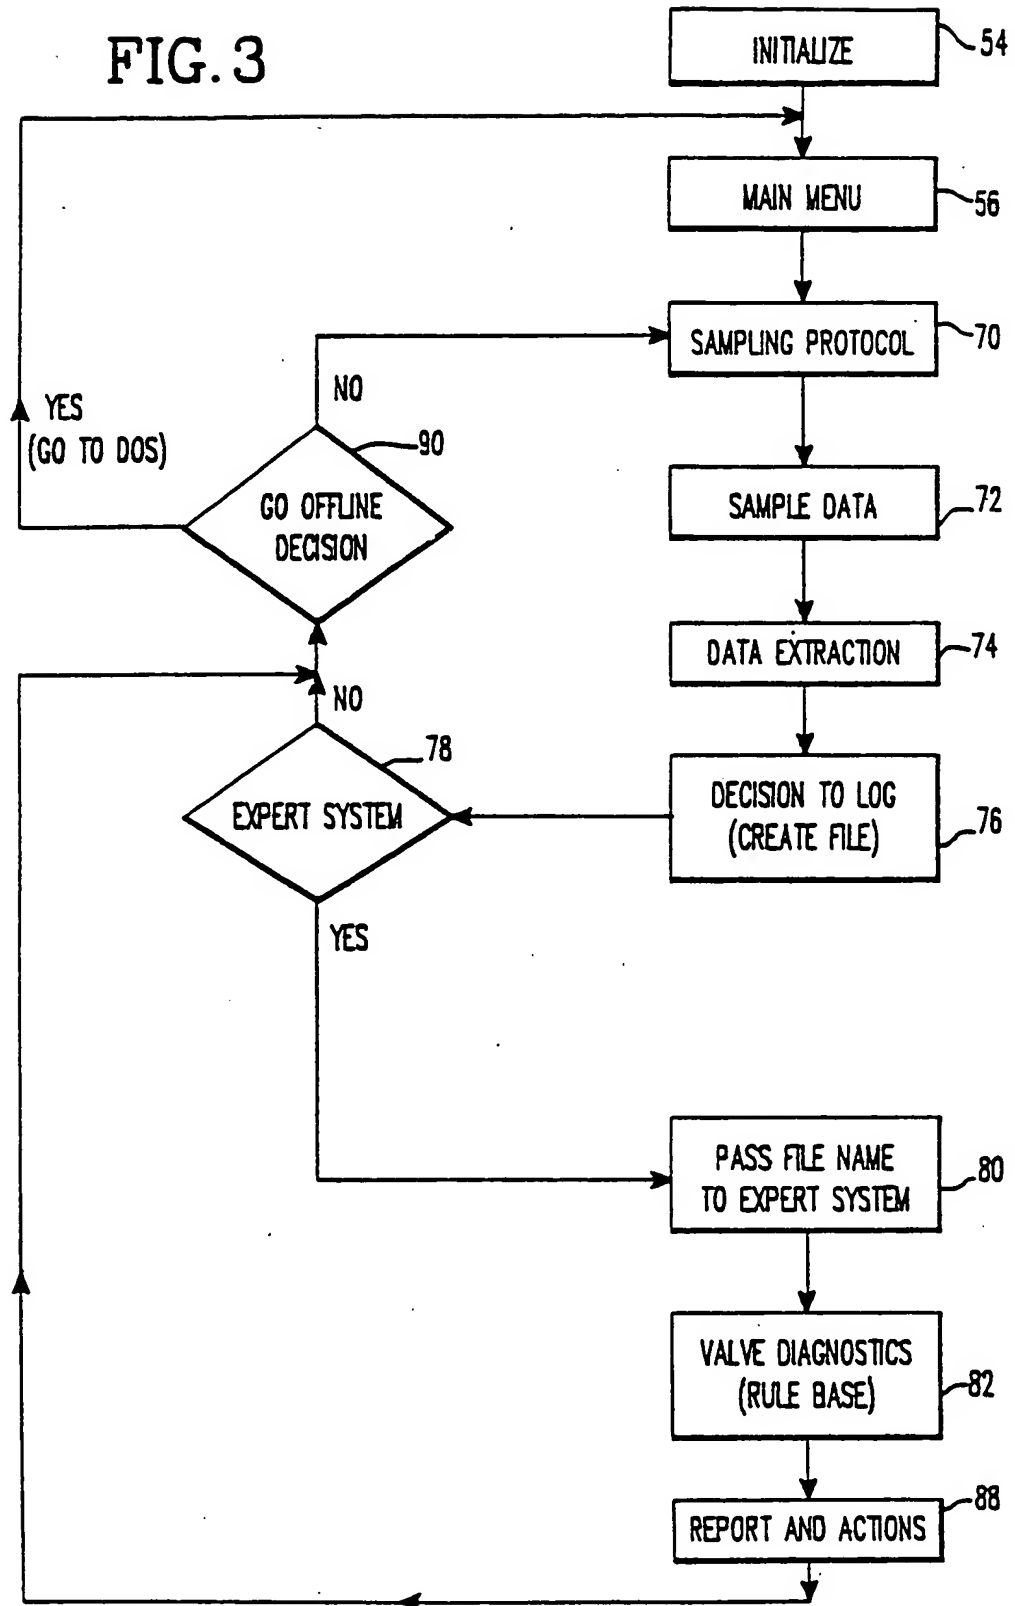 FIG. 3
INITIALIZE
54
MAIN MENU
56
SAMPLING PROTOCOL
70
NO
YES
(GO TO DOS)
90
GO OFFLINE
DECISION
SAMPLE DATA
72
DATA EXTRACTION
74
NO
78
EXPERT SYSTEM
DECISION TO LOG
(CREATE FILE)
76
YES
PASS FILE NAME
TO EXPERT SYSTEM
80
VALVE DIAGNOSTICS
(RULE BASE)
82
REPORT AND ACTIONS
88